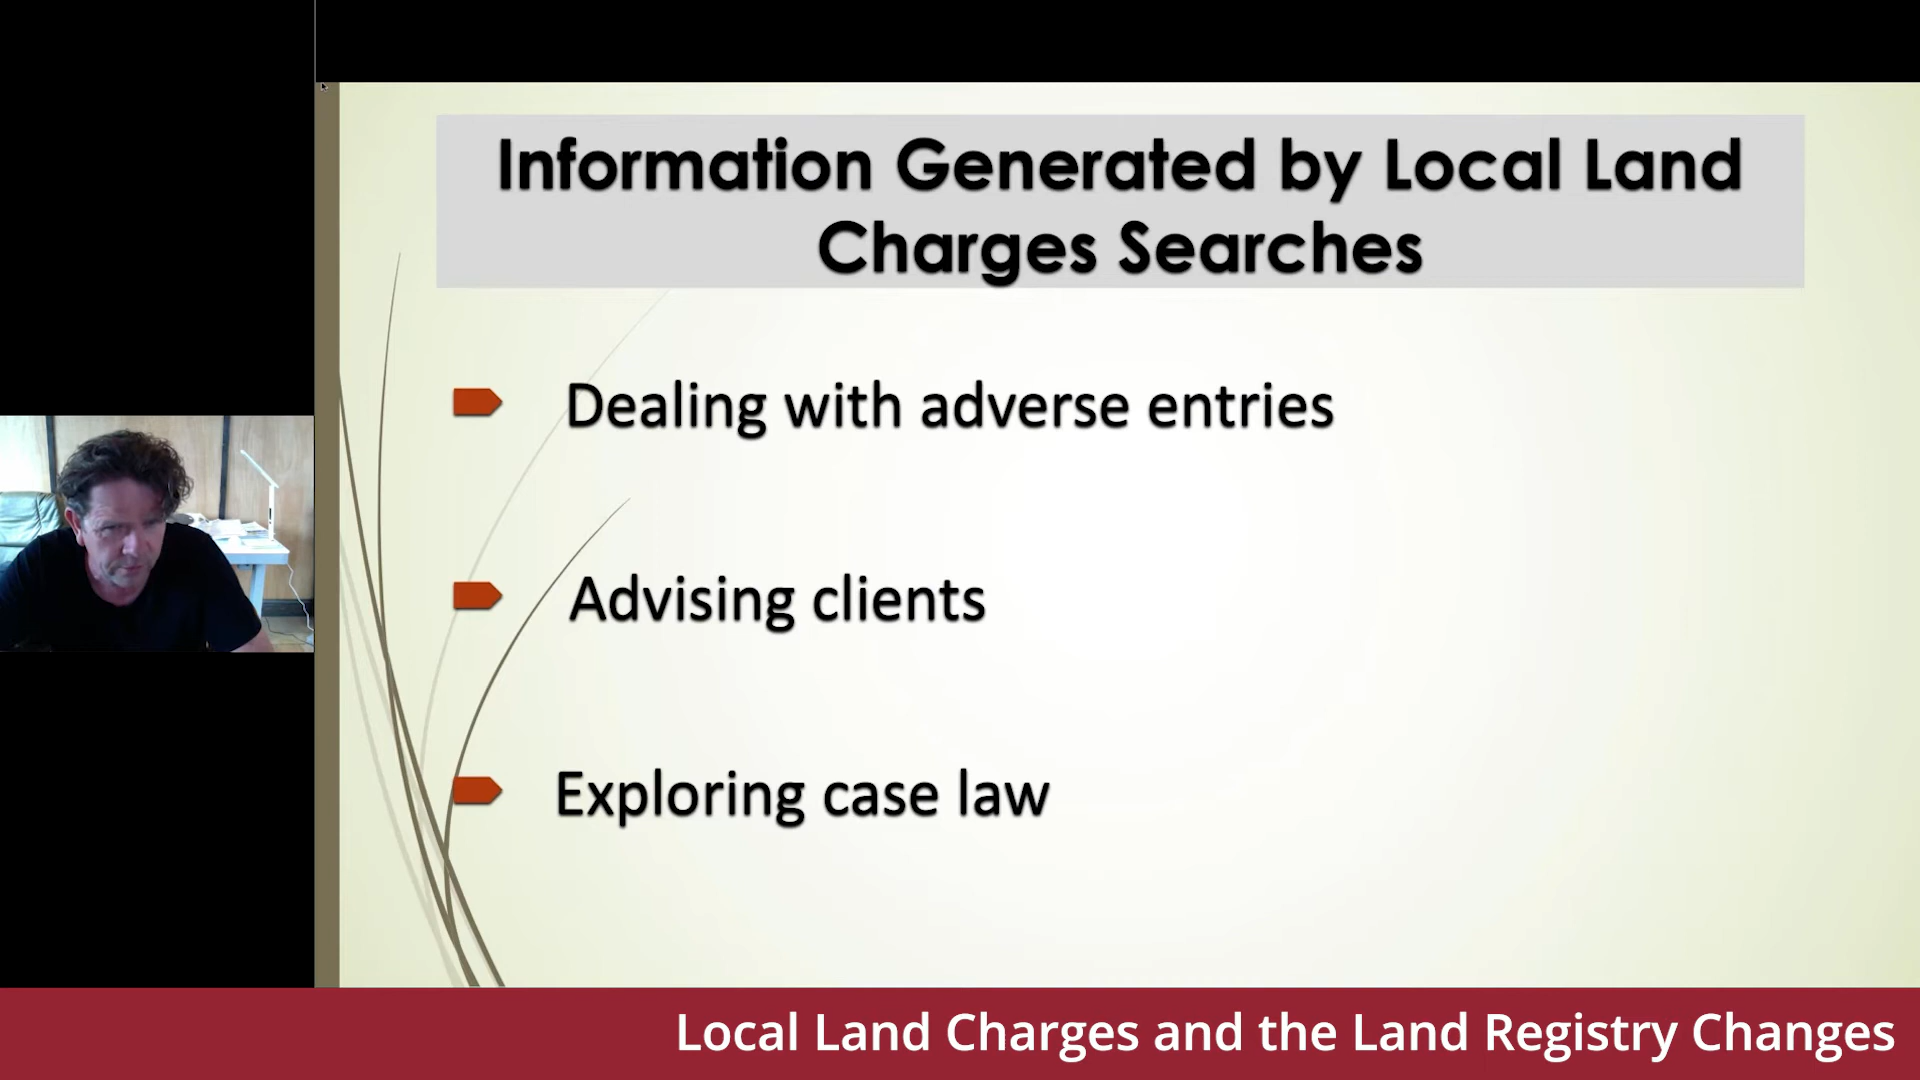 Information Generated by Local Land
Charges Searches
Dealing with adverse entries
Advising clients
Exploring case law
Local Land Charges and the Land Registry Changes